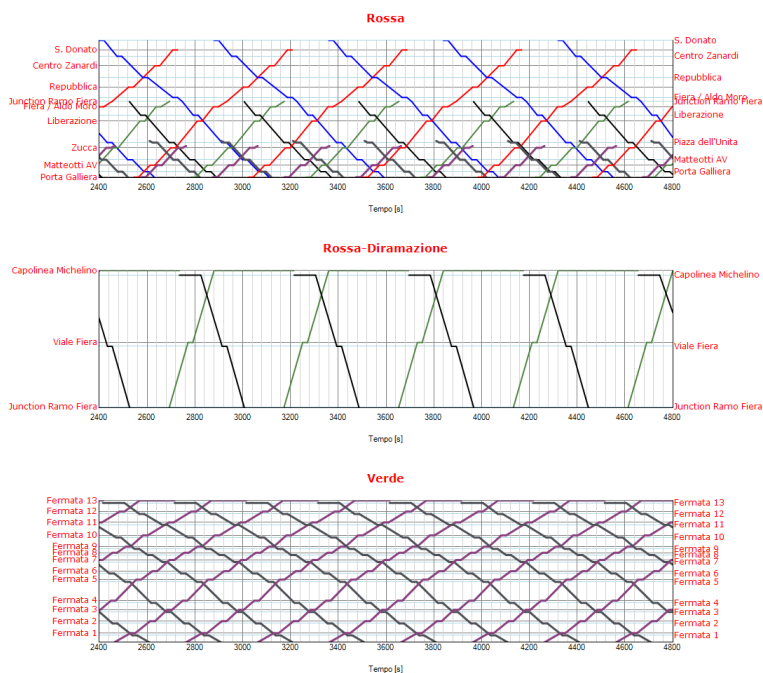 Rossa
S. Donato
S. Donato
Centro Zanardi
Centro Zanardi
Repubblica
Repubblica
Fiera / Aldo Moro
Junction Ramo Fiera
Junction Ramo Fiera
Fiera / Aldo Moro
Liberazione
Liberazione
Piaza dell'Unita
Zucca
Matteotti AV
Matteotti AV
Porta Galliera
Porta Galliera
2400 2600 2800 3000 3200 3400 3600 3800 4000 4200 4400 4600 4800
Tempo [s]
Rossa-Diramazione
Capolinea Michelino
Capolinea Michelino
Viale Fiera
Viale Fiera
Junction Ramo Fiera
Junction Ramo Fiera
2400 2600 2800 3000 3200 3400 3600 3800 4000 4200 4400 4600 4800
Tempo [s]
Verde
Fermata 13
Fermata 13
Fermata 12
Fermata 12
Fermata 11
Fermata 11
Fermata 10
Fermata 10
Fermata 9
Fermata 9
Fermata 8
Fermata 8
Fermata 7
Fermata 7
Fermata 6
Fermata 6
Fermata 5
Fermata 5
Fermata 4
Fermata 4
Fermata 3
Fermata 3
Fermata 2
Fermata 2
Fermata 1
Fermata 1
2400 2600 2800 3000 3200 3400 3600 3800 4000 4200 4400 4600 4800
Tempo [s]